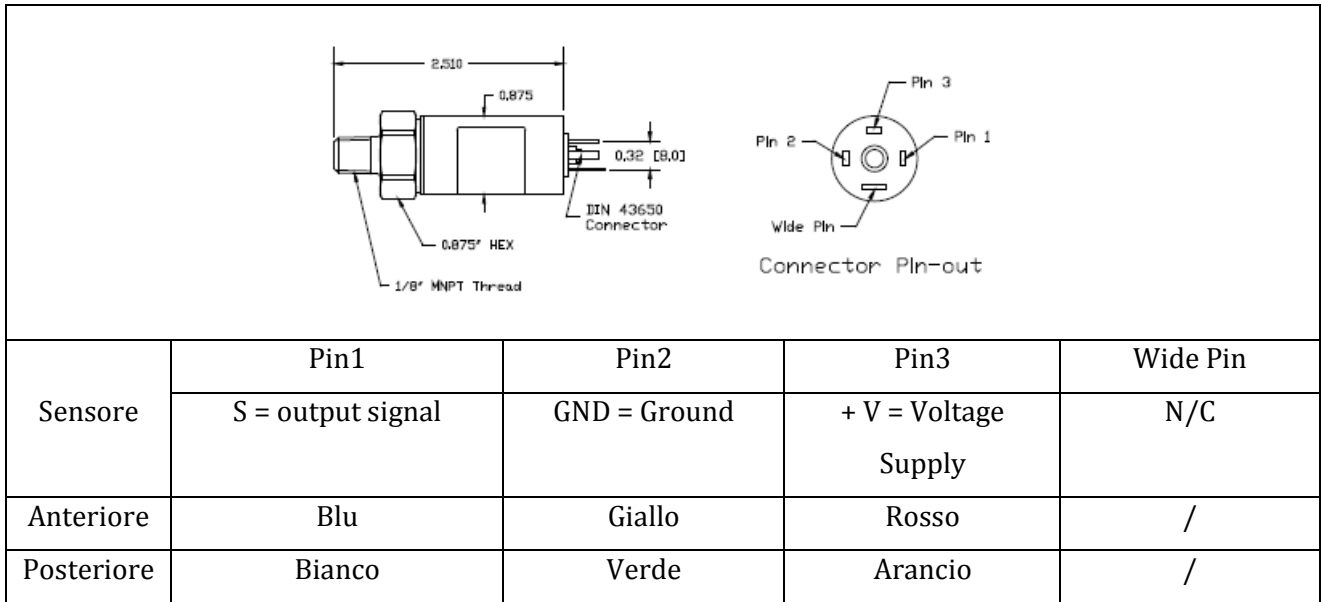 2.510
0.875
0.32 [8.0]
DIN 43650
Connector
0.875" HEX
1/8" MNPT Thread
Pin 3
Pin 2
Pin 1
Wide Pin
Connector Pin-out
Sensore
Pin1
Pin2
Pin3
Wide Pin
S = output signal
GND = Ground
+ V = Voltage
Supply
N/C
Anteriore
Blu
Giallo
Rosso
/
Posteriore
Bianco
Verde
Arancio
/